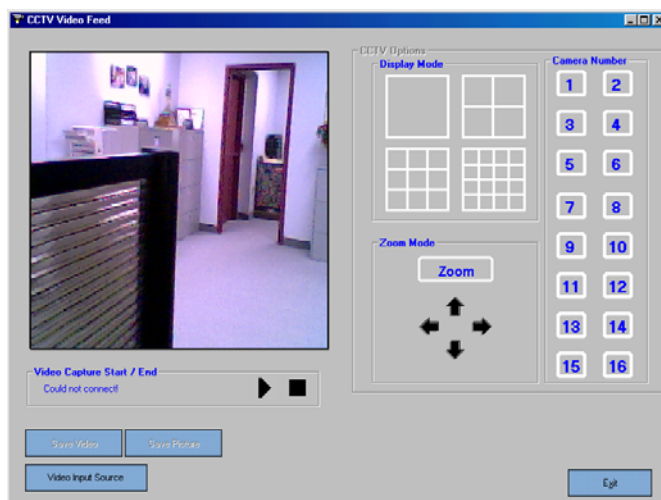 CCTV Video Feed
CCTV Options
Display Mode
Camera Number
1 2
3 4
5 6
7 8
9 10
11 12
13 14
15 16
Zoom Mode
Zoom
Video Capture Start / End
Could not connect!
Save Video Save Picture
Video Input Source
Exit